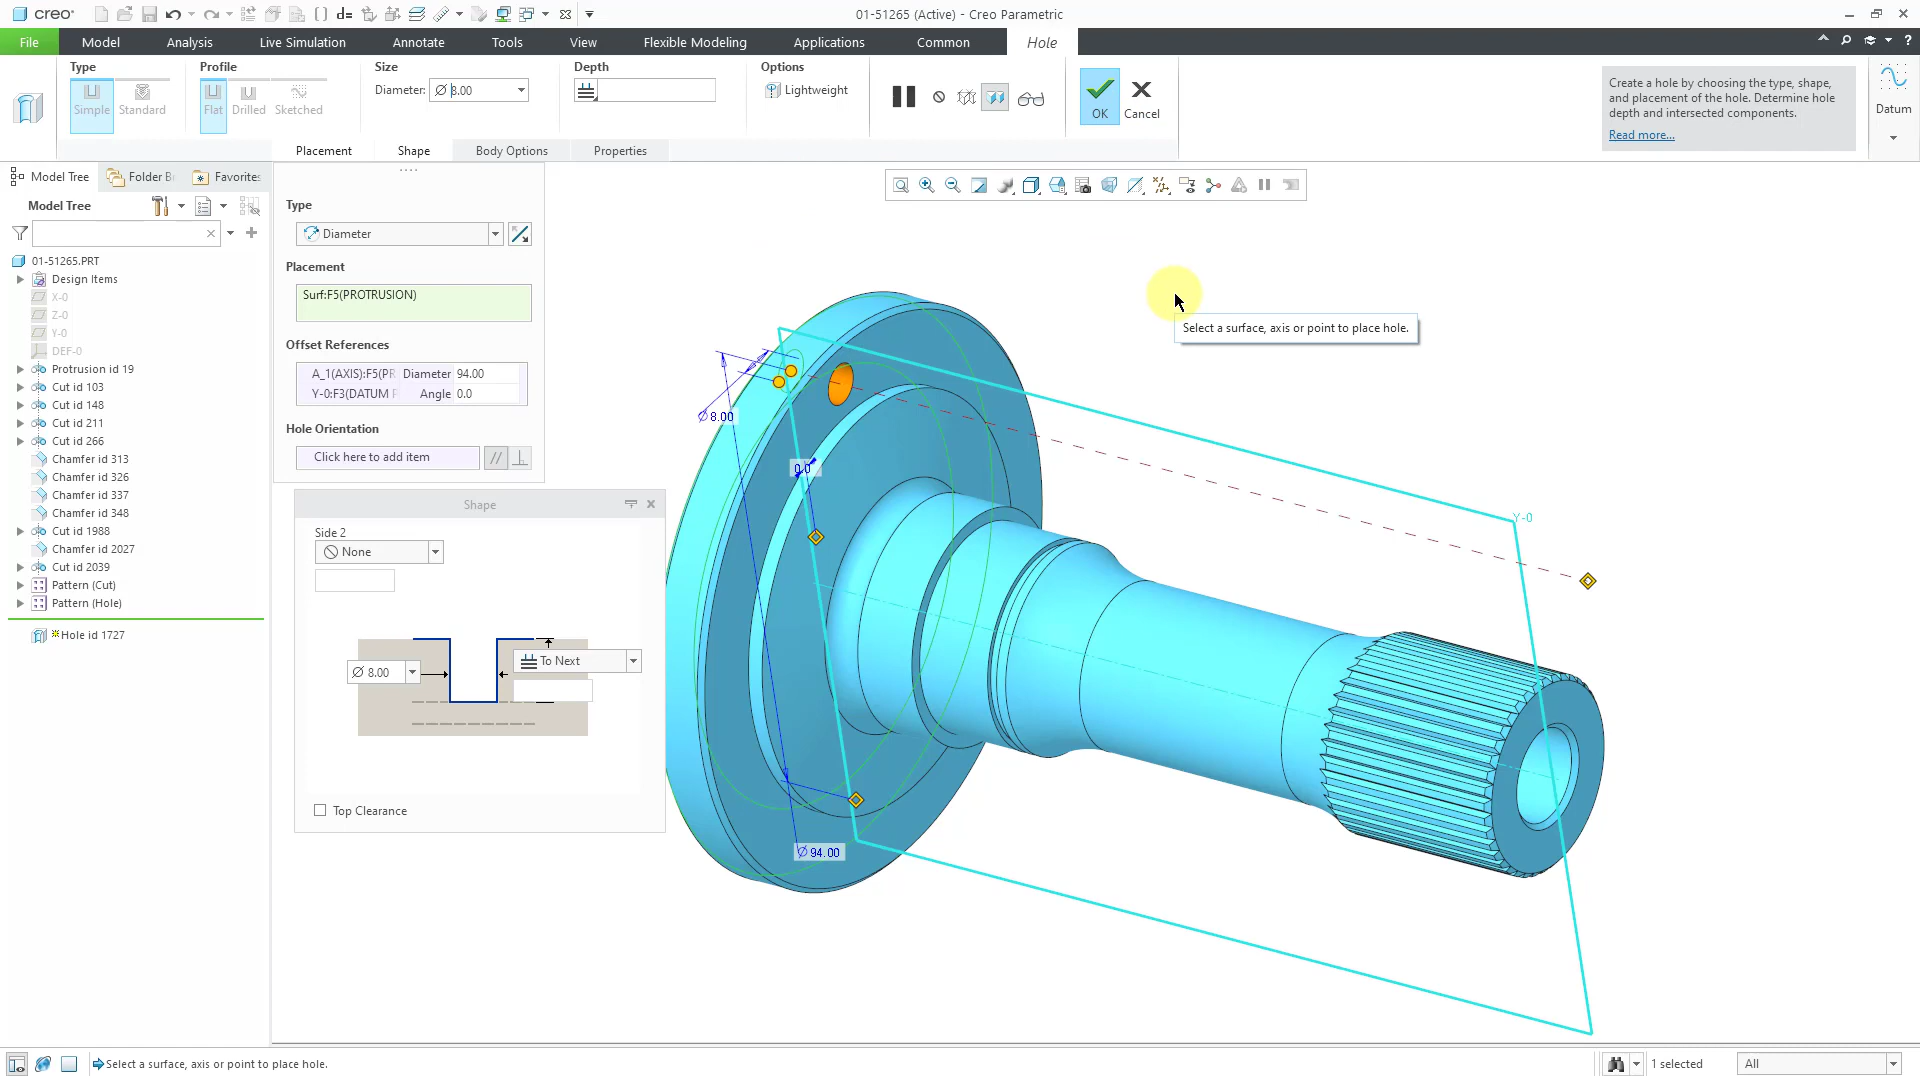 creo°
01-51265 (Active) - Creo Parametric
File
Model
Analysis
Live Simulation
Annotate
Tools
View
Flexible Modeling
Applications
Common
Hole
Type
Simple
Standard
Profile
Flat
Drilled
Sketched
Size
Diameter:
8.00
Depth
Options
Lightweight
OK
Cancel
Create a hole by choosing the type, shape,
and placement of the hole. Determine hole
depth and intersected components.
Read more...
Datum
Placement
Shape
Body Options
Properties
Model Tree
Folder B
Favorites
Model Tree
01-51265.PRT
Design Items
X-0
Z-0
Y-0
DEF-0
Protrusion id 19
Cut id 103
Cut id 148
Cut id 211
Cut id 266
Chamfer id 313
Chamfer id 326
Chamfer id 337
Chamfer id 348
Cut id 1988
Chamfer id 2027
Cut id 2039
Pattern (Cut)
Pattern (Hole)
Hole id 1727
Type
Diameter
Placement
Surf:F5(PROTRUSION)
Offset References
A_1(AXIS):F5(PR Diameter 94.00
Y-0:F3(DATUM P Angle 0.0
Hole Orientation
Click here to add item
Shape
Side 2
None
To Next
Ø 8.00
Top Clearance
Ø 8.00
0.0
Ø 94.00
Y-0
Select a surface, axis or point to place hole.
Select a surface, axis or point to place hole.
1 selected
All